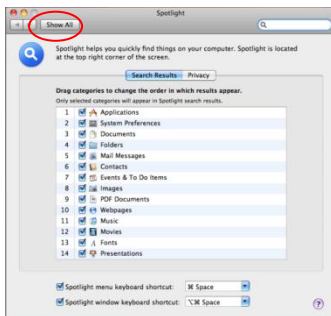 Spotlight
Show All
Spotlight helps you quickly find things on your computer. Spotlight is located
at the top right corner of the screen.
Search Results Privacy
Drag categories to change the order in which results appear.
Only selected categories will appear in Spotlight search results.
1 Applications
2 System Preferences
3 Documents
4 Folders
5 Mail Messages
6 Contacts
7 Events & To Do Items
8 Images
9 PDF Documents
10 Webpages
11 Music
12 Movies
13 Fonts
14 Presentations
Spotlight menu keyboard shortcut: ⌘ Space
Spotlight window keyboard shortcut: ⌥⌘ Space
?